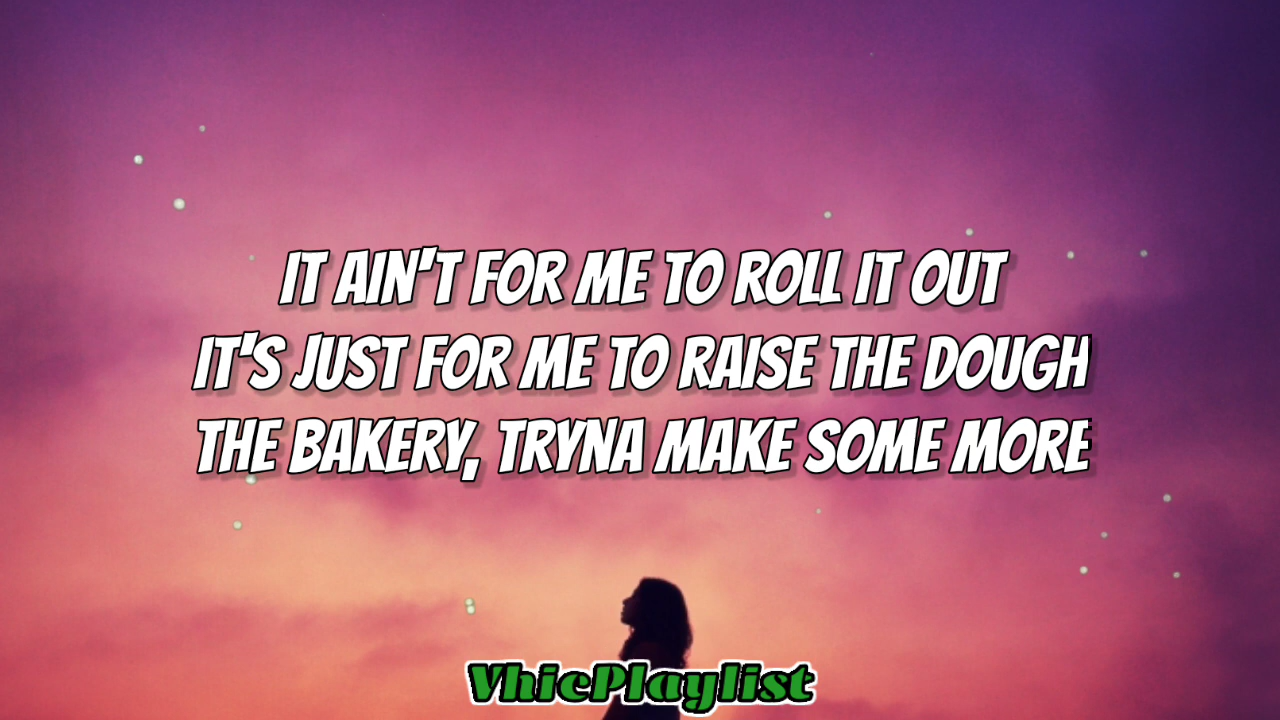 IT AIN'T FOR ME TO ROLL IT OUT
IT'S JUST FOR ME TO RAISE THE DOUGH
THE BAKERY, TRYNA MAKE SOME MORE
VhicPlaylist